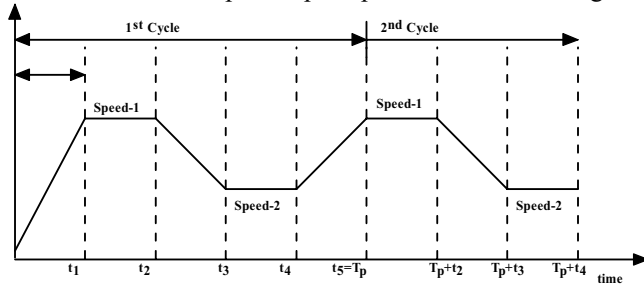 1st Cycle 2nd Cycle
Speed-1 Speed-1
Speed-2 Speed-2
t1 t2 t3 t4 t5=Tp Tp+t2 Tp+t3 Tp+t4
time